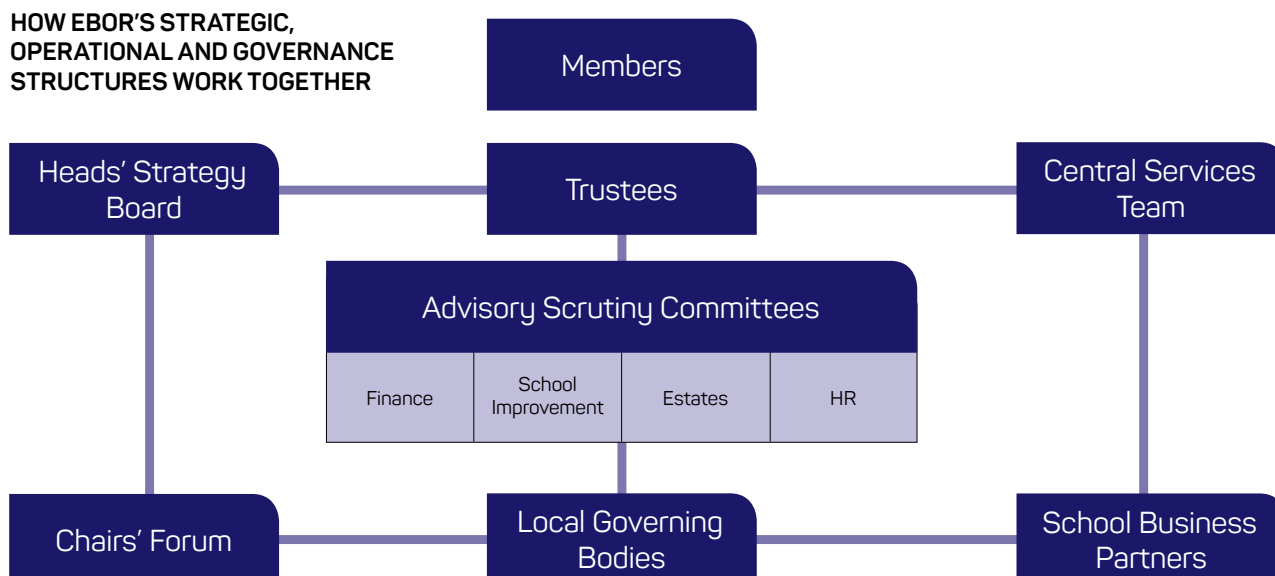 HOW EBOR'S STRATEGIC,
OPERATIONAL AND GOVERNANCE
STRUCTURES WORK TOGETHER
Members
Heads' Strategy
Board
Trustees
Central Services
Team
Advisory Scrutiny Committees
Finance
School
Improvement
Estates
HR
Chairs' Forum
Local Governing
Bodies
School Business
Partners